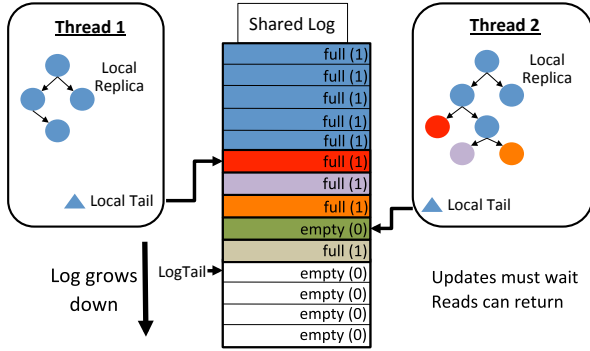 Thread 1
Local
Replica
Local Tail
Log grows
down
LogTail
Shared Log
full (1)
full (1)
full (1)
full (1)
full (1)
full (1)
full (1)
full (1)
empty (0)
full (1)
empty (0)
empty (0)
empty (0)
empty (0)
Thread 2
Local
Replica
Local Tail
Updates must wait
Reads can return